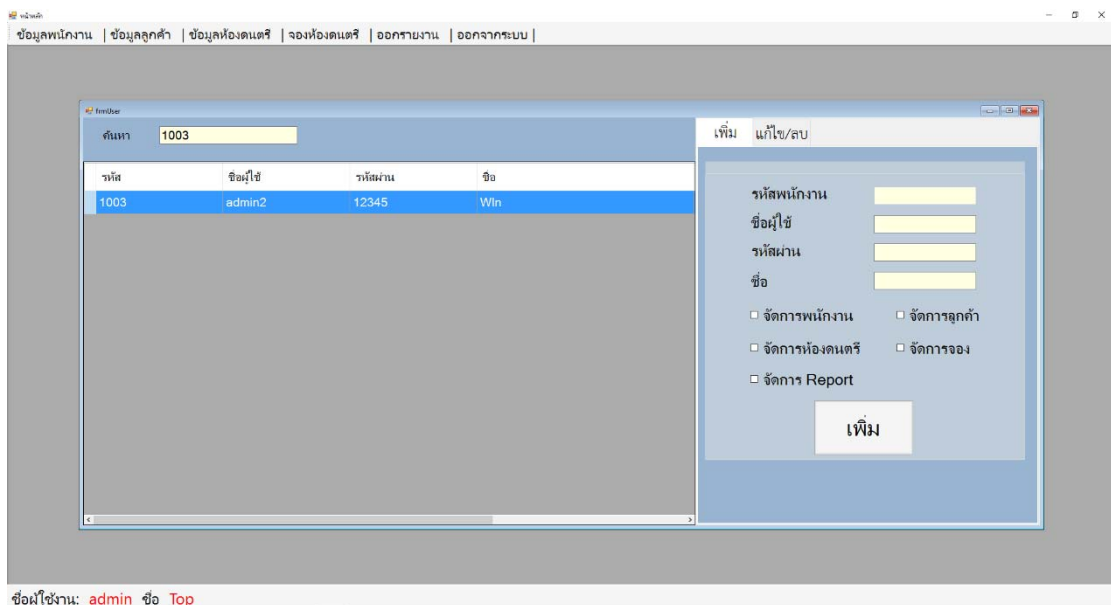 หน้าหลัก
ข้อมูลพนักงาน | ข้อมูลลูกค้า | ข้อมูลห้องดนตรี | จองห้องดนตรี | ออกรายงาน | ออกจากระบบ |
frmUser
ค้นหา 1003
เพิ่ม แก้ไข/ลบ
รหัส ชื่อผู้ใช้ รหัสผ่าน ชื่อ
1003 admin2 12345 WIn
รหัสพนักงาน
ชื่อผู้ใช้
รหัสผ่าน
ชื่อ
จัดการพนักงาน จัดการลูกค้า
จัดการห้องดนตรี จัดการจอง
จัดการ Report
เพิ่ม
ชื่อผู้ใช้งาน: admin ชื่อ Top